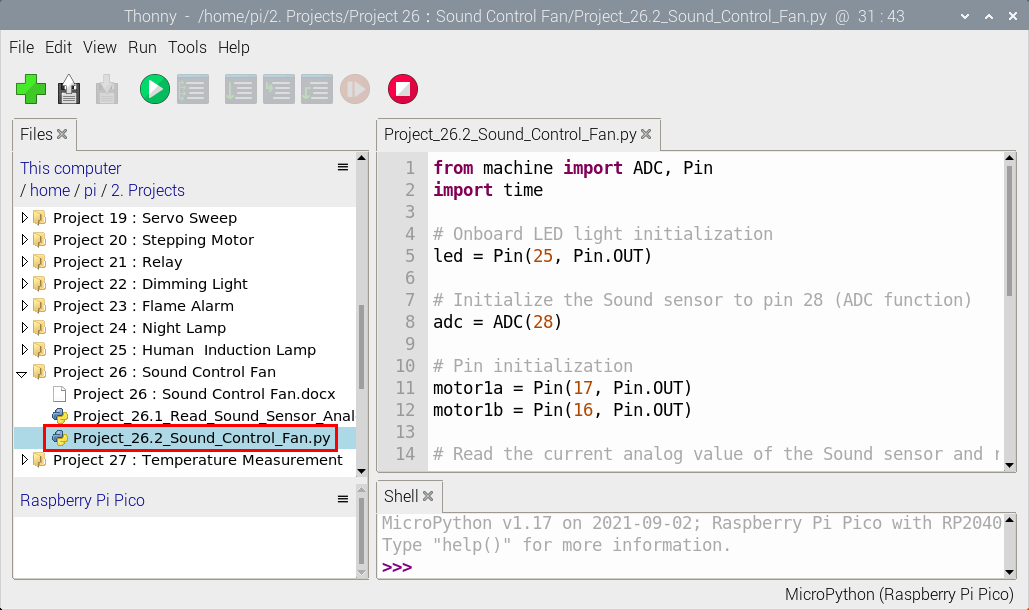 Thonny - /home/pi/2. Projects/Project 26 : Sound Control Fan/Project_26.2_Sound_Control_Fan.py @ 31 : 43
File Edit View Run Tools Help
Files
This computer
/ home / pi / 2. Projects
Project 19 : Servo Sweep
Project 20 : Stepping Motor
Project 21 : Relay
Project 22 : Dimming Light
Project 23 : Flame Alarm
Project 24 : Night Lamp
Project 25 : Human  Induction Lamp
Project 26 : Sound Control Fan
Project 26 : Sound Control Fan.docx
Project_26.1_Read_Sound_Sensor_Anal
Project_26.2_Sound_Control_Fan.py
Project 27 : Temperature Measurement
Raspberry Pi Pico
Project_26.2_Sound_Control_Fan.py
1 from machine import ADC, Pin
2 import time
3
4 # Onboard LED light initialization
5 led = Pin(25, Pin.OUT)
6
7 # Initialize the Sound sensor to pin 28 (ADC function)
8 adc = ADC(28)
9
10 # Pin initialization
11 motor1a = Pin(17, Pin.OUT)
12 motor1b = Pin(16, Pin.OUT)
13
14 # Read the current analog value of the Sound sensor and
Shell
MicroPython v1.17 on 2021-09-02; Raspberry Pi Pico with RP2040
Type "help()" for more information.
>>>
MicroPython (Raspberry Pi Pico)